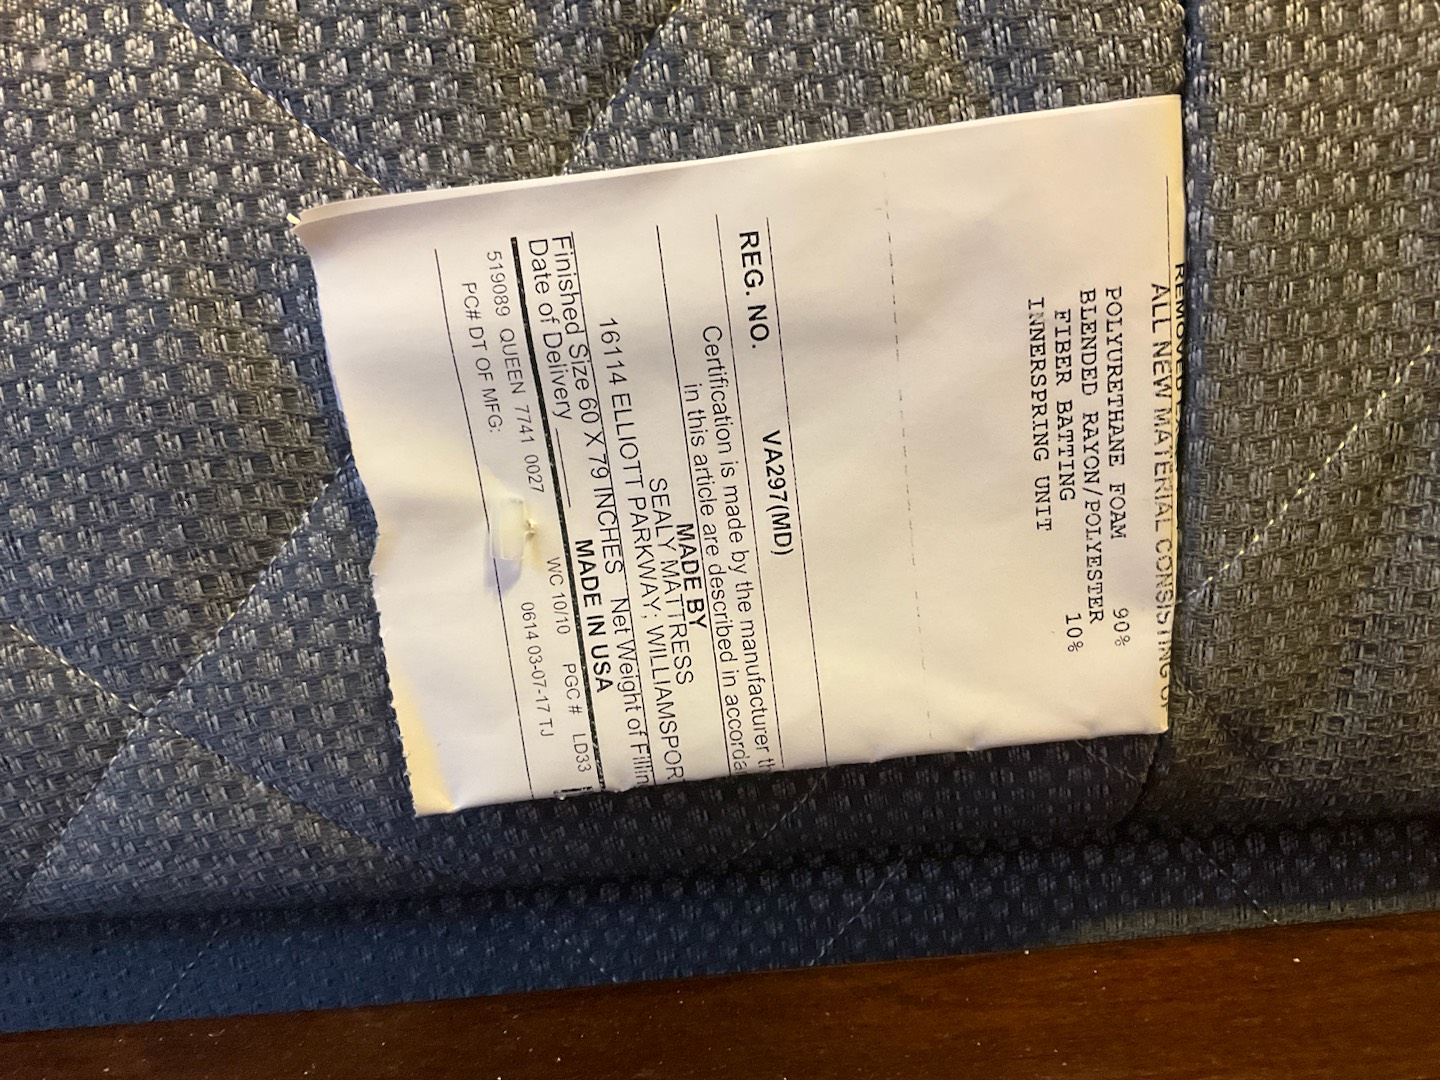 ALL NEW MATERIAL CONSISTING OF
POLYURETHANE FOAM 90%
BLENDED RAYON/POLYESTER
FIBER BATTING 10%
INNERSPRING UNIT
REG. NO. VA297(MD)
Certification is made by the manufacturer
in this article are described in
MADE BY
SEALY MATTRESS
16114 ELLIOTT PARKWAY; WILLIAMSPOR
Finished Size 60 X 79 INCHES Net Weight of Fillin
Date of Delivery MADE IN USA
519089 QUEEN 7741 0027 WC 10/10 PGC# LD33
PC# DT OF MFG: 0614 03-07-17 TJ